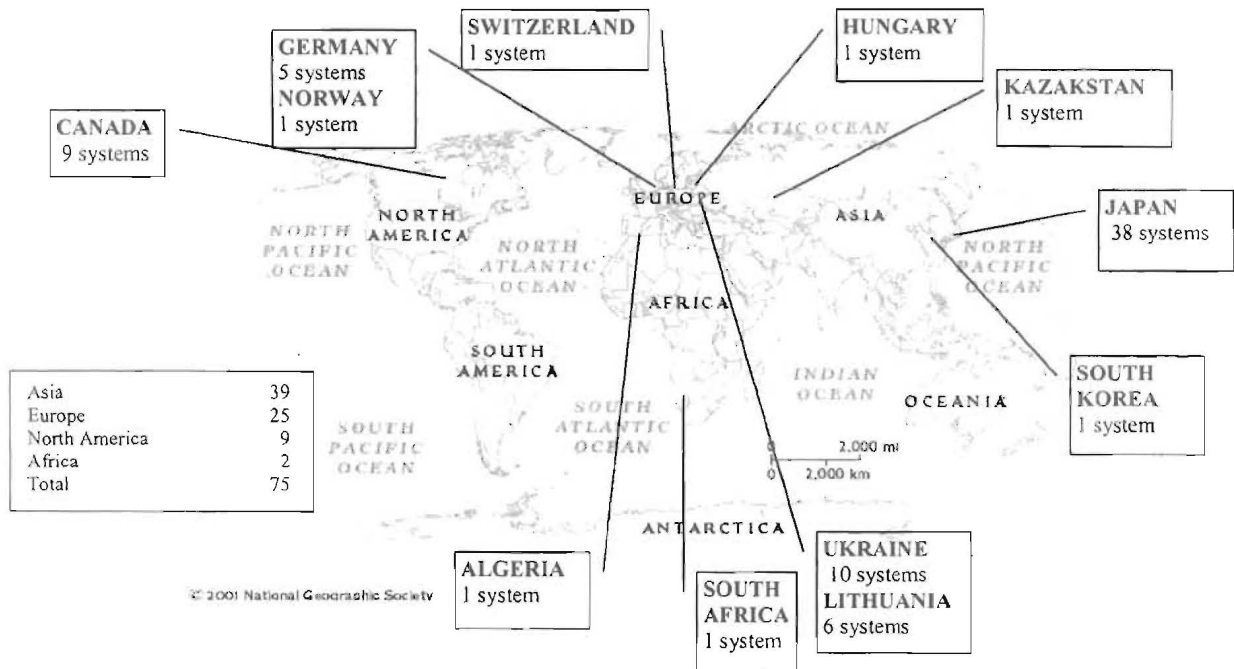 SWITZERLAND
1 system
HUNGARY
1 system
GERMANY
5 systems
NORWAY
1 system
KAZAKSTAN
1 system
CANADA
9 systems
ARCTIC OCEAN
EUROPE
ASIA
NORTH
AMERICA
JAPAN
38 systems
NORTH
PACIFIC
OCEAN
NORTH
ATLANTIC
OCEAN
NORTH
PACIFIC
OCEAN
AFRICA
SOUTH
AMERICA
INDIAN
OCEAN
OCEANIA
SOUTH
KOREA
1 system
Asia 39
Europe 25
North America 9
Africa 2
Total 75
SOUTH
PACIFIC
OCEAN
SOUTH
ATLANTIC
OCEAN
0 2,000 mi
0 2,000 km
ANTARCTICA
ALGERIA
1 system
SOUTH
AFRICA
1 system
UKRAINE
10 systems
LITHUANIA
6 systems
© 2001 National Geographic Society